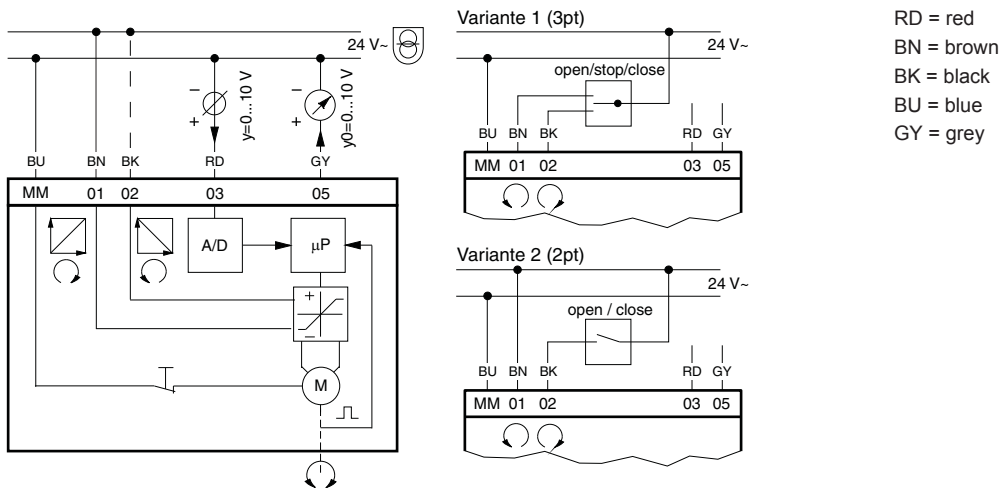 24 V~
y=0...10 V
y0=0...10 V
−
+
−
+
BU BN BK RD GY
MM 01 02 03 05
A/D
µP
+
−
M
Variante 1 (3pt)
24 V~
open/stop/close
BU BN BK RD GY
MM 01 02 03 05
Variante 2 (2pt)
24 V~
open / close
BU BN BK RD GY
MM 01 02 03 05
RD = red
BN = brown
BK = black
BU = blue
GY = grey